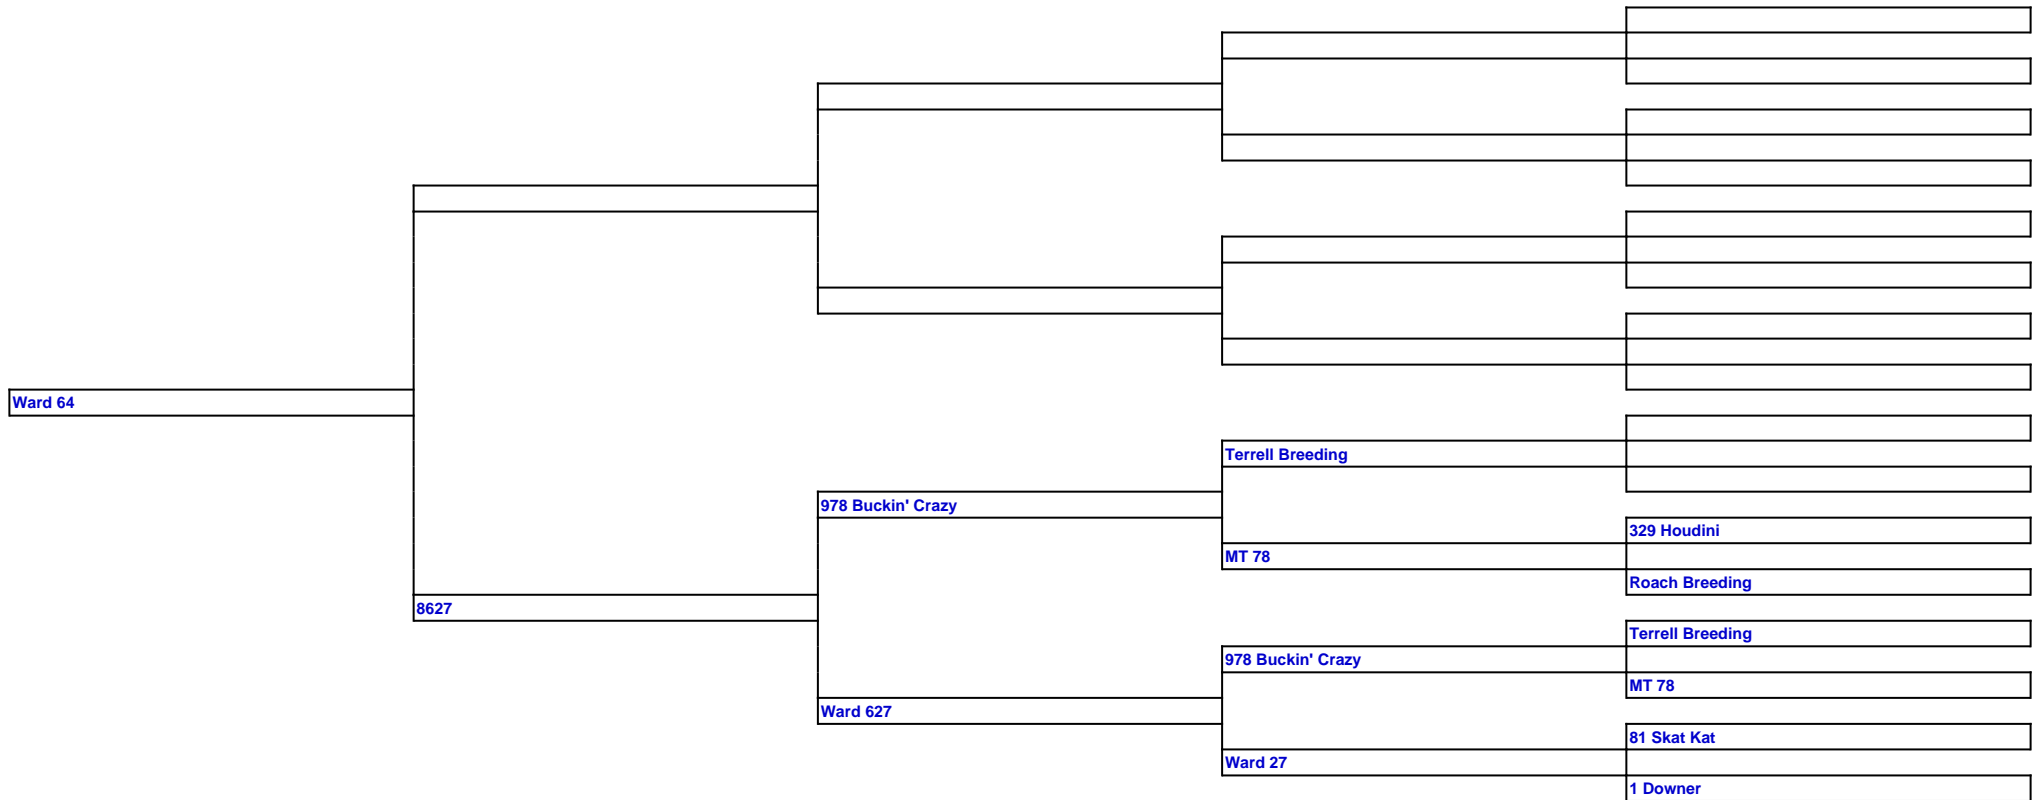 Ward 64
Terrell Breeding
978 Buckin' Crazy
329 Houdini
MT 78
Roach Breeding
8627
Terrell Breeding
978 Buckin' Crazy
MT 78
Ward 627
81 Skat Kat
Ward 27
1 Downer